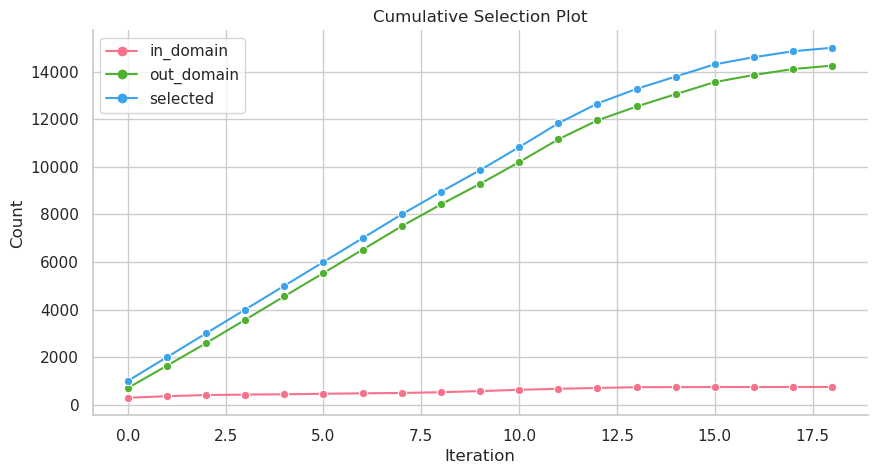 Cumulative Selection Plot
in_domain
out_domain
selected
Count
14000
12000
10000
8000
6000
4000
2000
0
0.0 2.5 5.0 7.5 10.0 12.5 15.0 17.5
Iteration